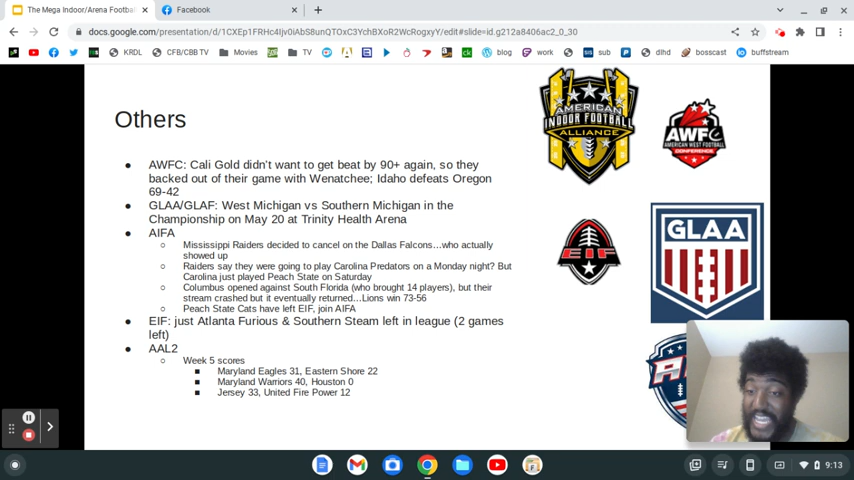 The Mega Indoor/Arena Footba
Facebook
docs.google.com/presentation/d/1CXEp1FRHc4Ijv0iAbS8unQTOxC3YchBXoR2WcRogxyY/edit#slide=id.g212a8406ac2_0_30
KRDL
CFB/CBB TV
Movies
TV
blog
work
sub
dlhd
bosscast
buffstream
Others
AWFC: Cali Gold didn't want to get beat by 90+ again, so they
backed out of their game with Wenatchee; Idaho defeats Oregon
69-42
GLAA/GLAF: West Michigan vs Southern Michigan in the
Championship on May 20 at Trinity Health Arena
AIFA
Mississippi Raiders decided to cancel on the Dallas Falcons…who actually
showed up
Raiders say they were going to play Carolina Predators on a Monday night? But
Carolina just played Peach State on Saturday
Columbus opened against South Florida (who brought 14 players), but their
stream crashed but it eventually returned…Lions win 73-56
Peach State Cats have left EIF, join AIFA
EIF: just Atlanta Furious & Southern Steam left in league (2 games
left)
AAL2
Week 5 scores
Maryland Eagles 31, Eastern Shore 22
Maryland Warriors 40, Houston 0
Jersey 33, United Fire Power 12
AMERICAN
INDOOR FOOTBALL
ALLIANCE
AWFC
AMERICAN WEST FOOTBALL
CONFERENCE
EIF
GLAA
9:13